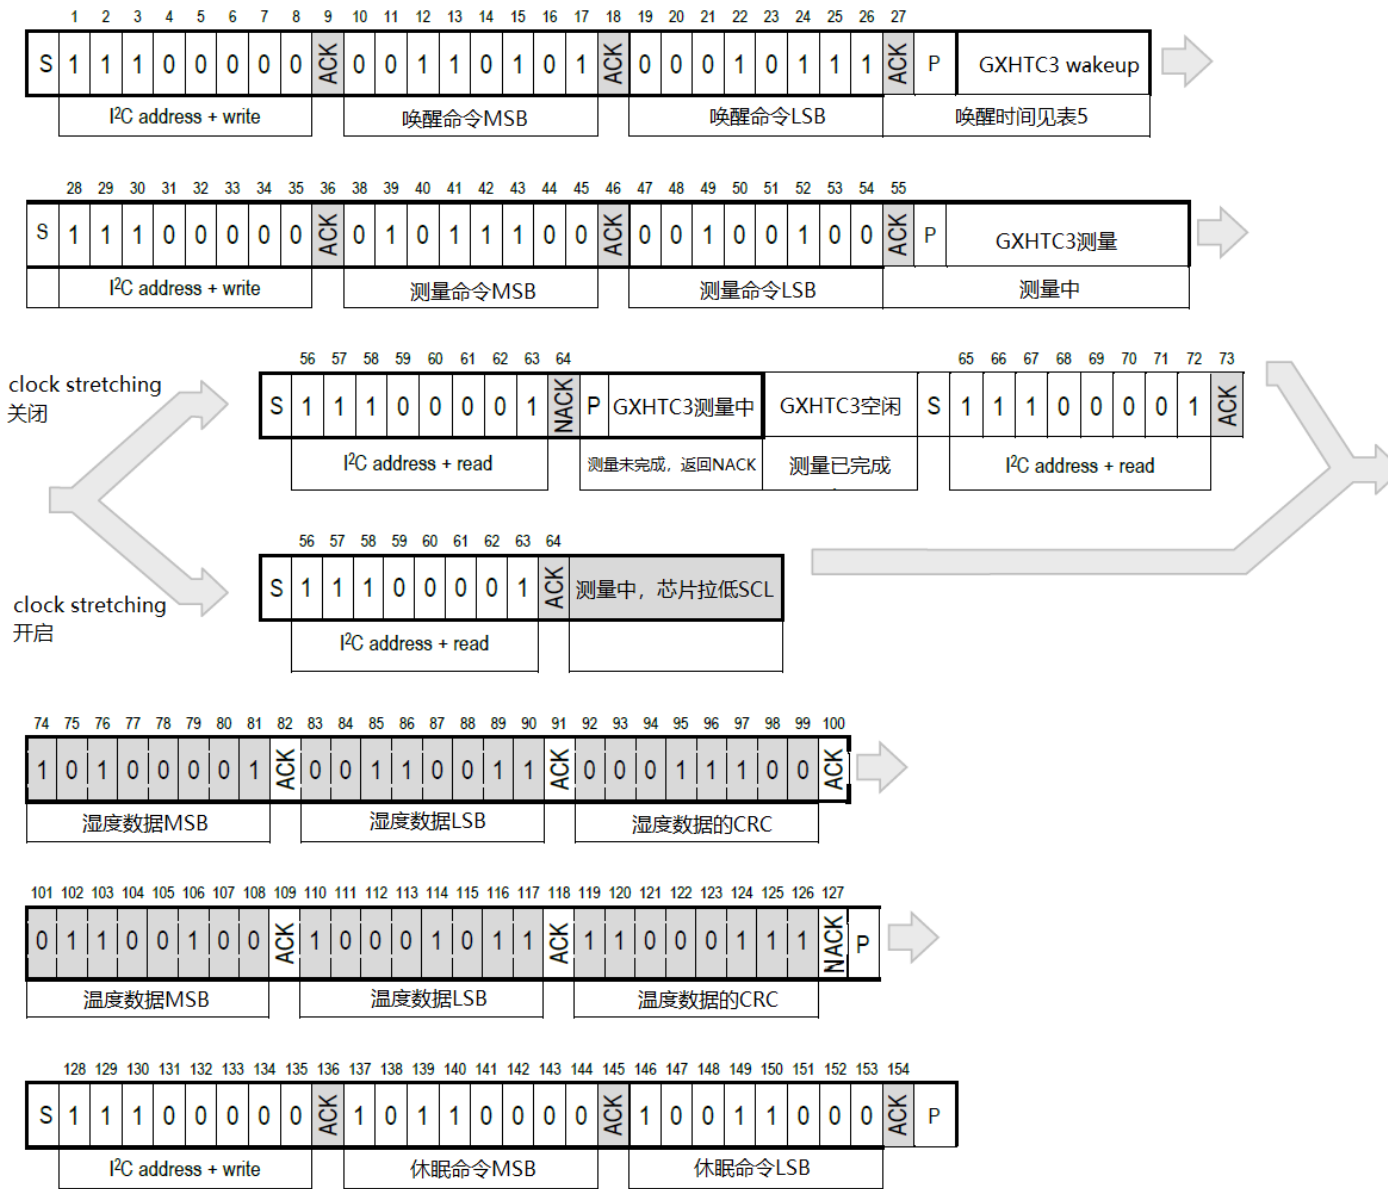 1 2 3 4 5 6 7 8 9 10 11 12 13 14 15 16 17 18 19 20 21 22 23 24 25 26 27
S 1 1 1 0 0 0 0 0 ACK 0 0 1 1 0 1 0 1 ACK 0 0 0 1 0 1 1 1 ACK P GXHTC3 wakeup
I²C address + write 唤醒命令MSB 唤醒命令LSB 唤醒时间见表5
28 29 30 31 32 33 34 35 36 38 39 40 41 42 43 44 45 46 47 48 49 50 51 52 53 54 55
S 1 1 1 0 0 0 0 0 ACK 0 1 0 1 1 1 0 0 ACK 0 0 1 0 0 1 0 0 ACK P GXHTC3测量
I²C address + write 测量命令MSB 测量命令LSB 测量中
clock stretching
关闭
56 57 58 59 60 61 62 63 64 65 66 67 68 69 70 71 72 73
S 1 1 1 0 0 0 0 1 NACK P GXHTC3测量中 GXHTC3空闲 S 1 1 1 0 0 0 0 1 ACK
I²C address + read 测量未完成，返回NACK 测量已完成 I²C address + read
clock stretching
开启
56 57 58 59 60 61 62 63 64
S 1 1 1 0 0 0 0 1 ACK 测量中，芯片拉低SCL
I²C address + read
74 75 76 77 78 79 80 81 82 83 84 85 86 87 88 89 90 91 92 93 94 95 96 97 98 99 100
1 0 1 0 0 0 0 1 ACK 0 0 1 1 0 0 1 1 ACK 0 0 0 1 1 1 0 0 ACK
湿度数据MSB 湿度数据LSB 湿度数据的CRC
101 102 103 104 105 106 107 108 109 110 111 112 113 114 115 116 117 118 119 120 121 122 123 124 125 126 127
0 1 1 0 0 1 0 0 ACK 1 0 0 0 1 0 1 1 ACK 1 1 0 0 0 1 1 1 NACK P
温度数据MSB 温度数据LSB 温度数据的CRC
128 129 130 131 132 133 134 135 136 137 138 139 140 141 142 143 144 145 146 147 148 149 150 151 152 153 154
S 1 1 1 0 0 0 0 0 ACK 1 0 1 1 0 0 0 0 ACK 1 0 0 1 1 0 0 0 ACK P
I²C address + write 休眠命令MSB 休眠命令LSB